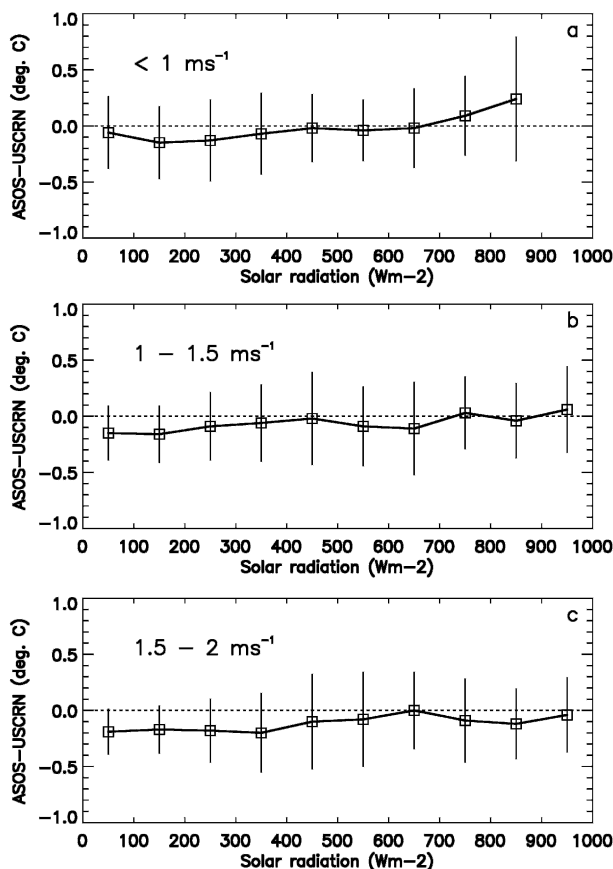 a
< 1 ms⁻¹
ASOS-USCRN (deg. C)
1.0
0.5
0.0
-0.5
-1.0
0 100 200 300 400 500 600 700 800 900 1000
Solar radiation (Wm-2)
b
1 - 1.5 ms⁻¹
ASOS-USCRN (deg. C)
1.0
0.5
0.0
-0.5
-1.0
0 100 200 300 400 500 600 700 800 900 1000
Solar radiation (Wm-2)
c
1.5 - 2 ms⁻¹
ASOS-USCRN (deg. C)
1.0
0.5
0.0
-0.5
-1.0
0 100 200 300 400 500 600 700 800 900 1000
Solar radiation (Wm-2)